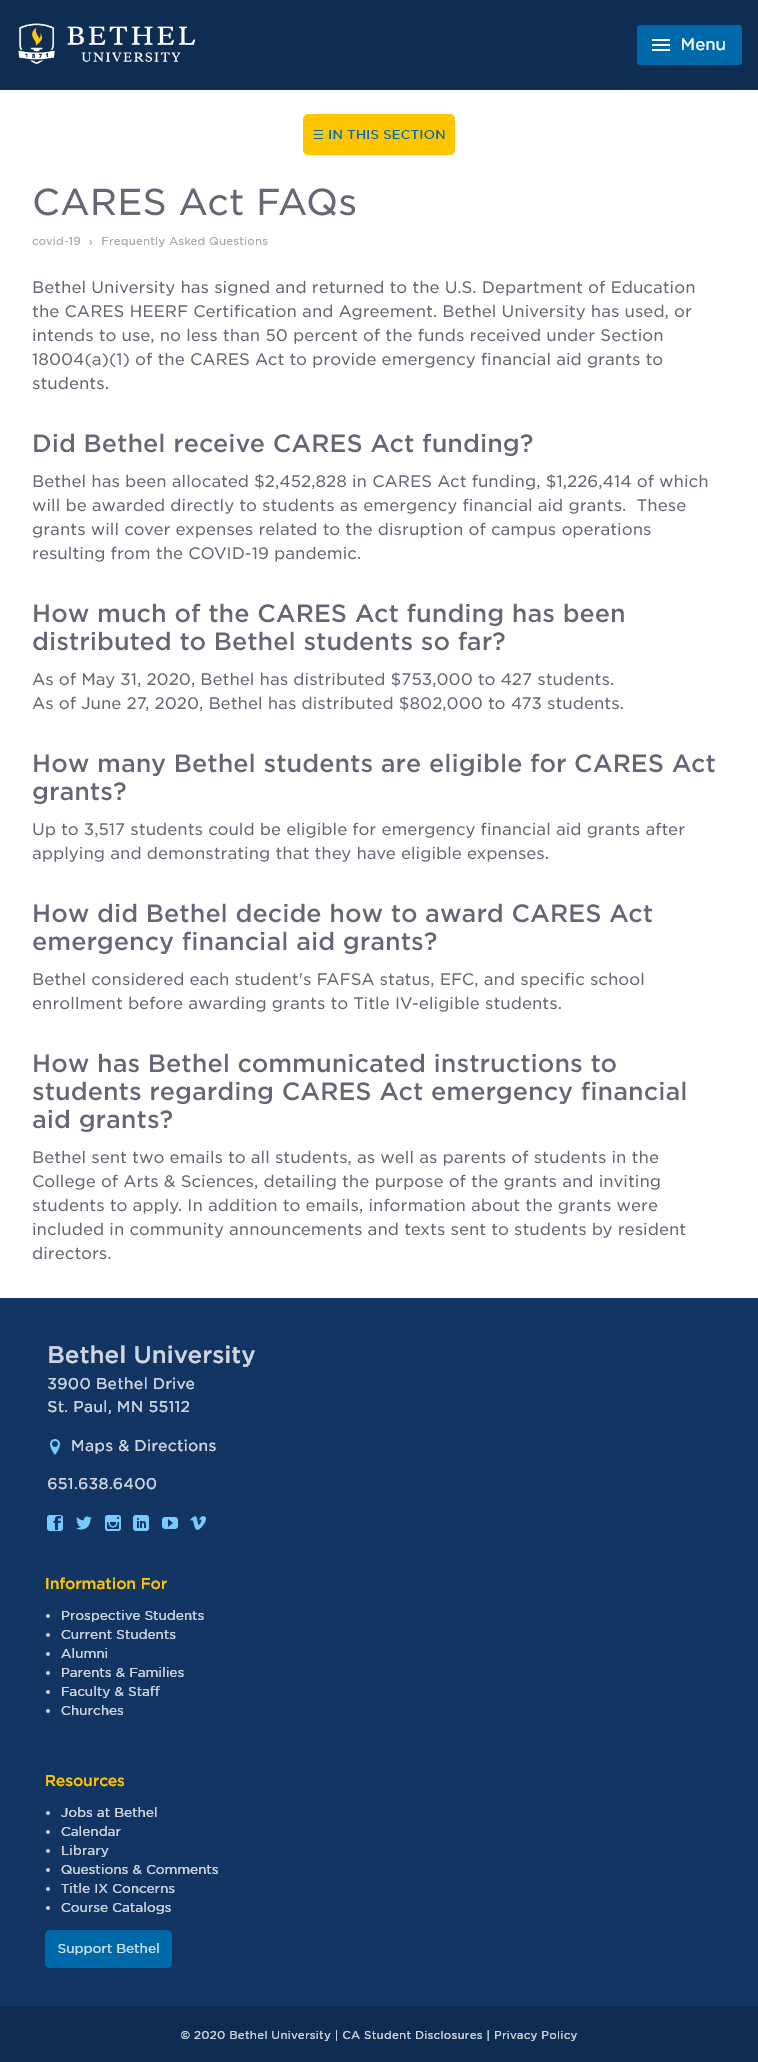 BETHEL
UNIVERSITY
1871
Menu
☰ IN THIS SECTION
CARES Act FAQs
covid-19 › Frequently Asked Questions
Bethel University has signed and returned to the U.S. Department of Education
the CARES HEERF Certification and Agreement. Bethel University has used, or
intends to use, no less than 50 percent of the funds received under Section
18004(a)(1) of the CARES Act to provide emergency financial aid grants to
students.
Did Bethel receive CARES Act funding?
Bethel has been allocated $2,452,828 in CARES Act funding, $1,226,414 of which
will be awarded directly to students as emergency financial aid grants.  These
grants will cover expenses related to the disruption of campus operations
resulting from the COVID-19 pandemic.
How much of the CARES Act funding has been
distributed to Bethel students so far?
As of May 31, 2020, Bethel has distributed $753,000 to 427 students.
As of June 27, 2020, Bethel has distributed $802,000 to 473 students.
How many Bethel students are eligible for CARES Act
grants?
Up to 3,517 students could be eligible for emergency financial aid grants after
applying and demonstrating that they have eligible expenses.
How did Bethel decide how to award CARES Act
emergency financial aid grants?
Bethel considered each student's FAFSA status, EFC, and specific school
enrollment before awarding grants to Title IV-eligible students.
How has Bethel communicated instructions to
students regarding CARES Act emergency financial
aid grants?
Bethel sent two emails to all students, as well as parents of students in the
College of Arts & Sciences, detailing the purpose of the grants and inviting
students to apply. In addition to emails, information about the grants were
included in community announcements and texts sent to students by resident
directors.
Bethel University
3900 Bethel Drive
St. Paul, MN 55112
Maps & Directions
651.638.6400
Information For
• Prospective Students
• Current Students
• Alumni
• Parents & Families
• Faculty & Staff
• Churches
Resources
• Jobs at Bethel
• Calendar
• Library
• Questions & Comments
• Title IX Concerns
• Course Catalogs
Support Bethel
© 2020 Bethel University | CA Student Disclosures | Privacy Policy